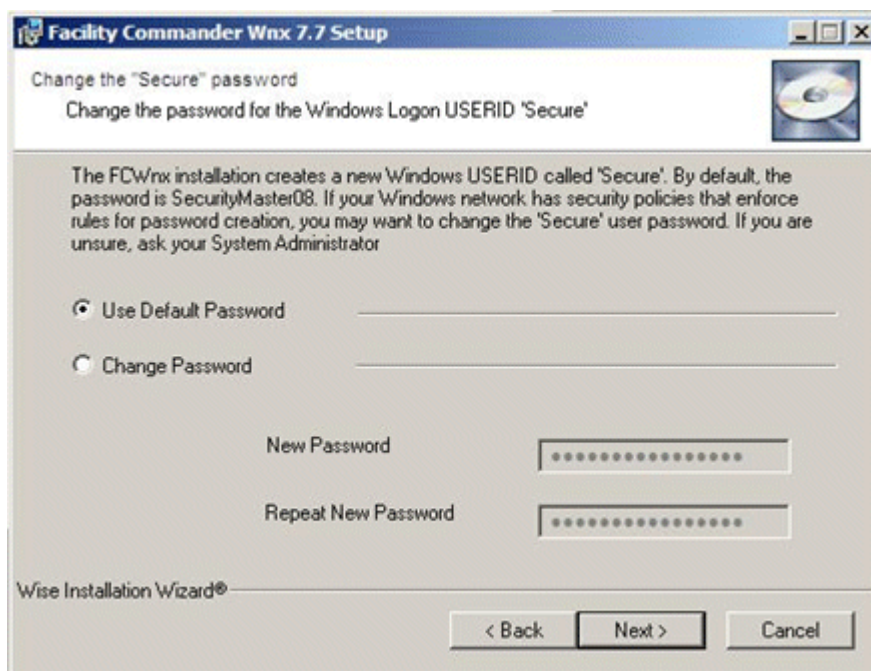 Facility Commander Wnx 7.7 Setup
Change the "Secure" password
Change the password for the Windows Logon USERID 'Secure'
The FCWnx installation creates a new Windows USERID called 'Secure'. By default, the
password is SecurityMaster08. If your Windows network has security policies that enforce
rules for password creation, you may want to change the 'Secure' user password. If you are
unsure, ask your System Administrator
Use Default Password
Change Password
New Password
••••••••••••••••
Repeat New Password
••••••••••••••••
Wise Installation Wizard®
< Back
Next >
Cancel